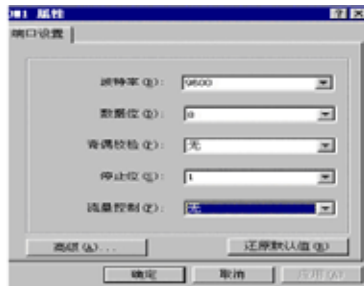 OM1 属性
端口设置
波特率(B): 9600
数据位(D): 8
奇偶校检(P): 无
停止位(S): 1
流量控制(F): 无
高级(A)... 还原默认值(R)
确定 取消 应用(A)